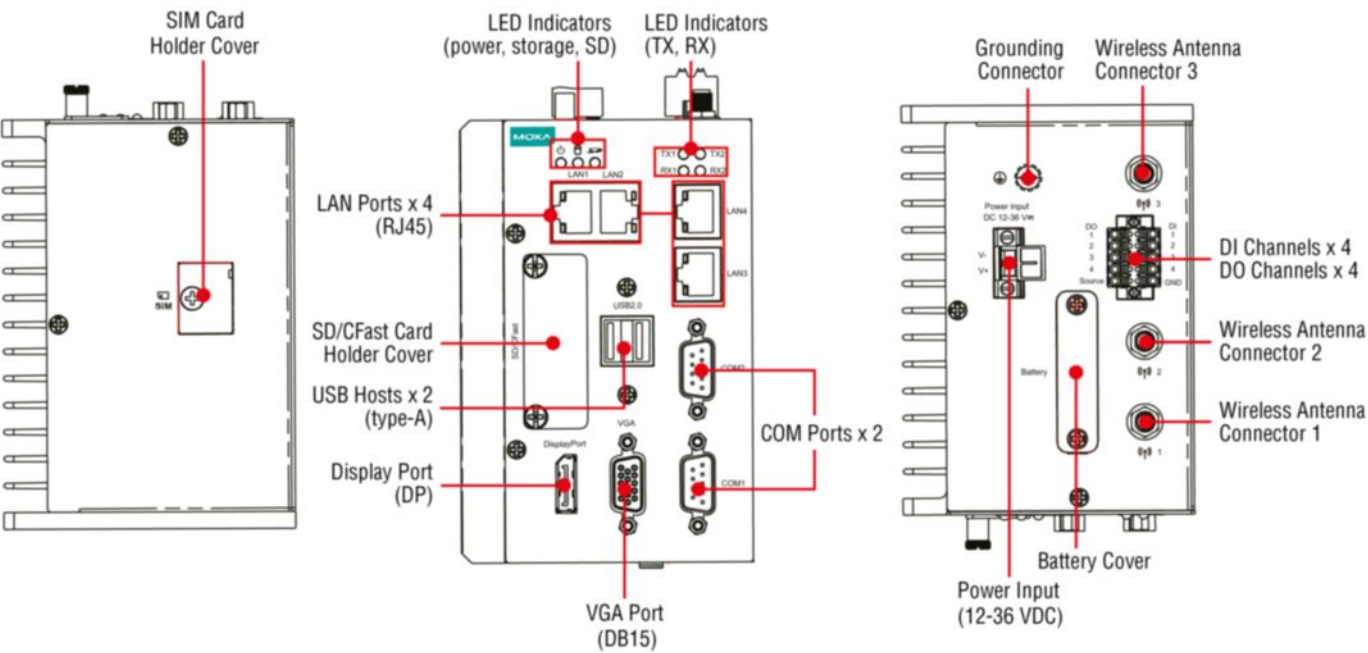 SIM Card
Holder Cover
SIM
LED Indicators
(power, storage, SD)
LED Indicators
(TX, RX)
MOXA
TX1 TX2
RX1 RX2
LAN1 LAN2
LAN Ports x 4
(RJ45)
LAN4
LAN3
USB2.0
SD/CFast
SD/CFast Card
Holder Cover
USB Hosts x 2
(type-A)
COM2
VGA
COM Ports x 2
DisplayPort
Display Port
(DP)
COM1
VGA Port
(DB15)
Grounding
Connector
Wireless Antenna
Connector 3
3
Power Input
DC 12-36 V
DO DI
1 1
2 2
3 3
4 4
Source GND
V-
V+
DI Channels x 4
DO Channels x 4
Wireless Antenna
Connector 2
2
Battery
Wireless Antenna
Connector 1
1
Battery Cover
Power Input
(12-36 VDC)